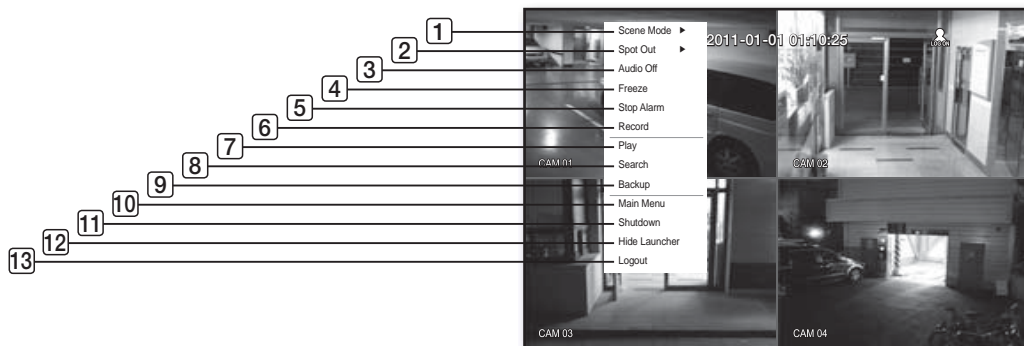 1 Scene Mode ▶
2 Spot Out ▶
3 Audio Off
4 Freeze
5 Stop Alarm
6 Record
7 Play
8 Search
9 Backup
10 Main Menu
11 Shutdown
12 Hide Launcher
13 Logout
2011-01-01 01:10:25
LOG ON
CAM 01
CAM 02
CAM 03
CAM 04